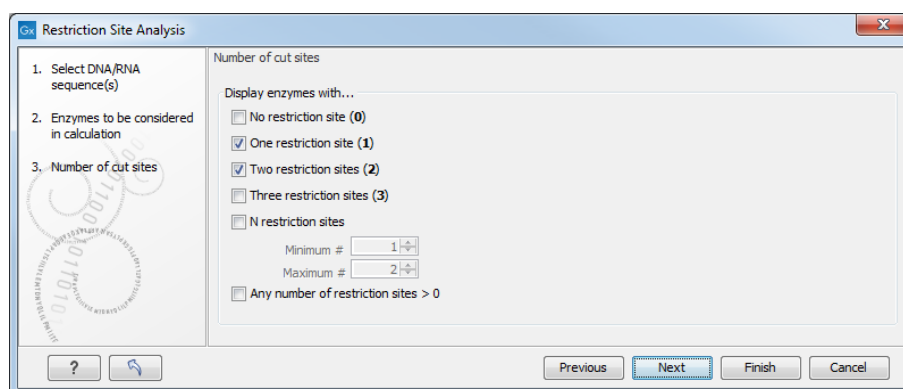 Gx Restriction Site Analysis
x
1. Select DNA/RNA
sequence(s)
2. Enzymes to be considered
in calculation
3. Number of cut sites
Number of cut sites
Display enzymes with...
No restriction site (0)
One restriction site (1)
Two restriction sites (2)
Three restriction sites (3)
N restriction sites
Minimum # 1
Maximum # 2
Any number of restriction sites > 0
?
Previous
Next
Finish
Cancel